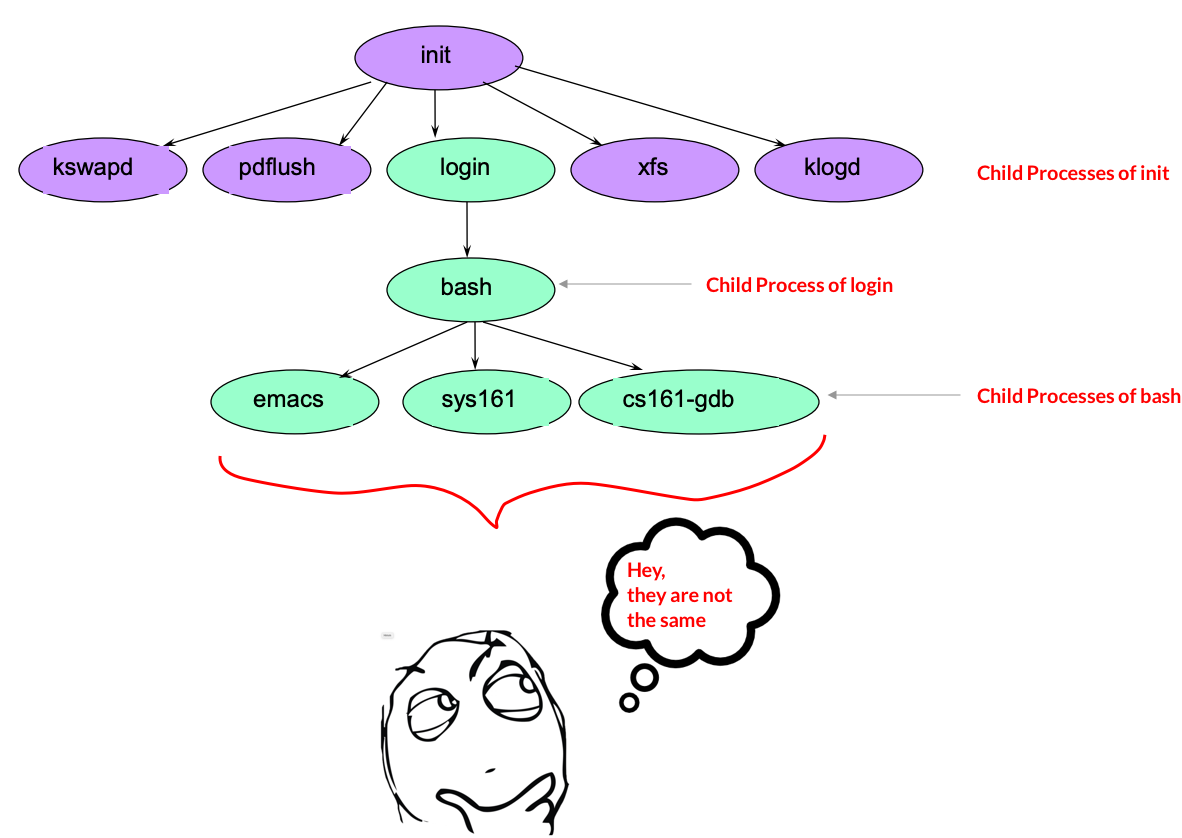 init
kswapd
pdflush
login
xfs
klogd
Child Processes of init
bash
Child Process of login
emacs
sys161
cs161-gdb
Child Processes of bash
Hey,
they are not
the same